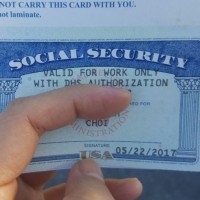 NOT CARRY THIS CARD WITH YOU.
not laminate.
SOCIAL SECURITY
VALID FOR WORK ONLY
WITH DHS AUTHORIZATION
FOR
CHOI
SIGNATURE
USA
05/22/2017